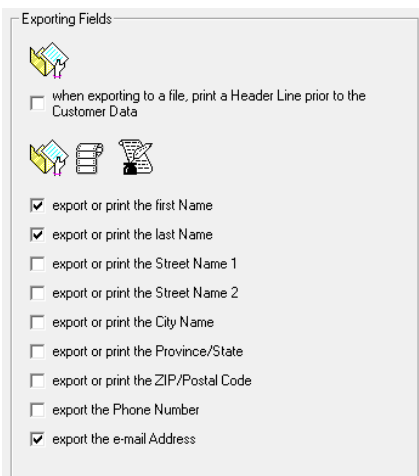 Exporting Fields
when exporting to a file, print a Header Line prior to the
Customer Data
export or print the first Name
export or print the last Name
export or print the Street Name 1
export or print the Street Name 2
export or print the City Name
export or print the Province/State
export or print the ZIP/Postal Code
export the Phone Number
export the e-mail Address